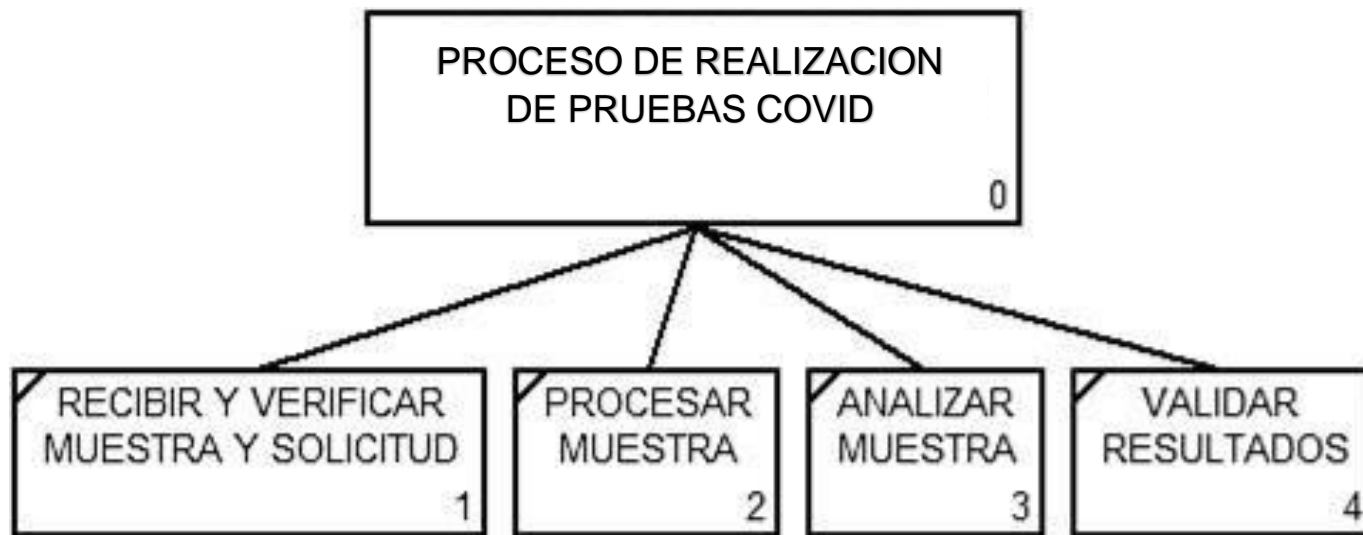 PROCESO DE REALIZACION
DE PRUEBAS COVID
0
RECIBIR Y VERIFICAR
MUESTRA Y SOLICITUD
1
PROCESAR
MUESTRA
2
ANALIZAR
MUESTRA
3
VALIDAR
RESULTADOS
4